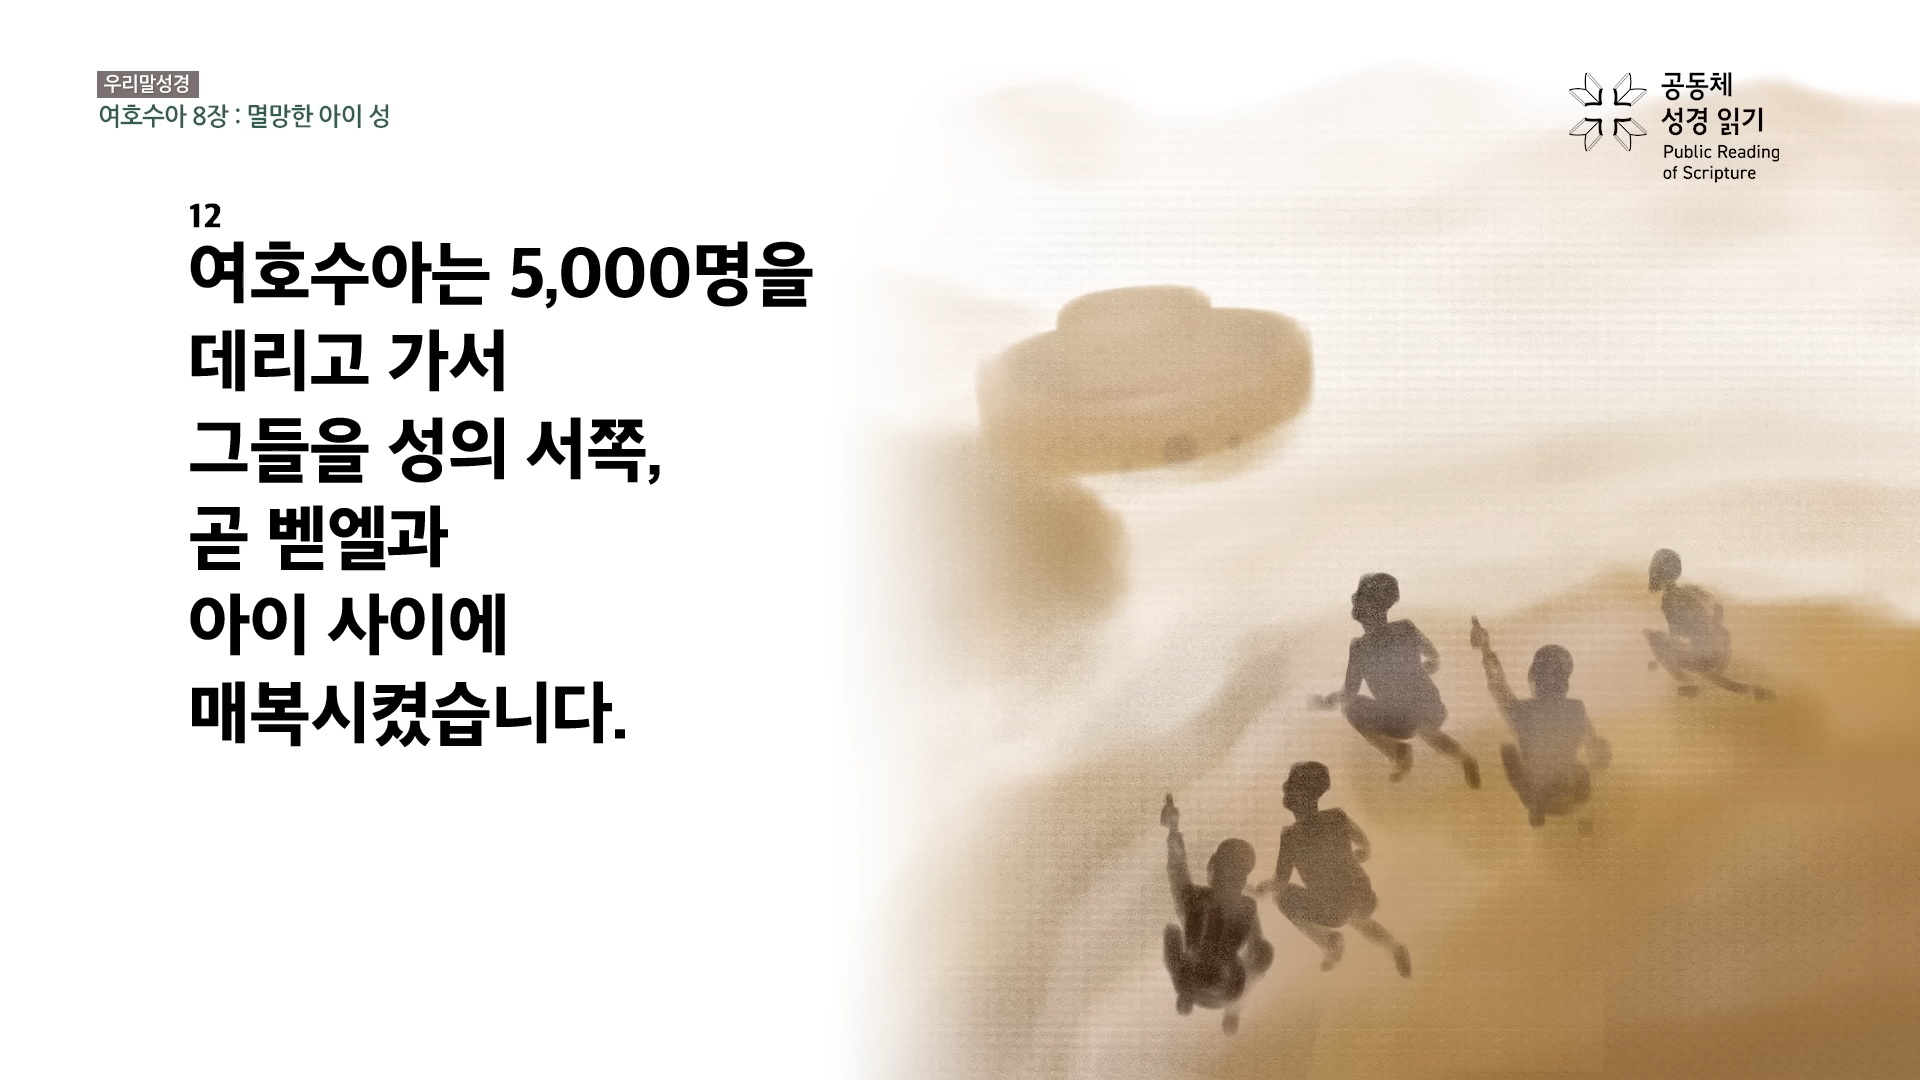 우리말성경
여호수아 8장 : 멸망한 아이 성
공동체
성경 읽기
Public Reading
of Scripture
12
여호수아는 5,000명을
데리고 가서
그들을 성의 서쪽,
곧 벧엘과
아이 사이에
매복시켰습니다.